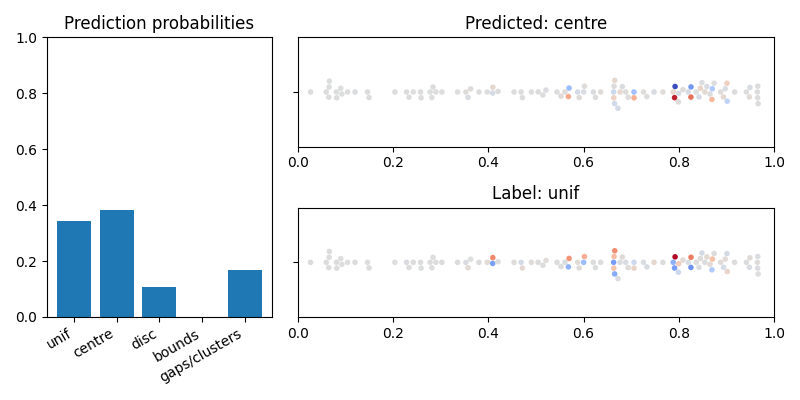 Prediction probabilities
1.0
0.8
0.6
0.4
0.2
0.0
unif
centre
disc
bounds
gaps/clusters
Predicted: centre
0.0 0.2 0.4 0.6 0.8 1.0
Label: unif
0.0 0.2 0.4 0.6 0.8 1.0